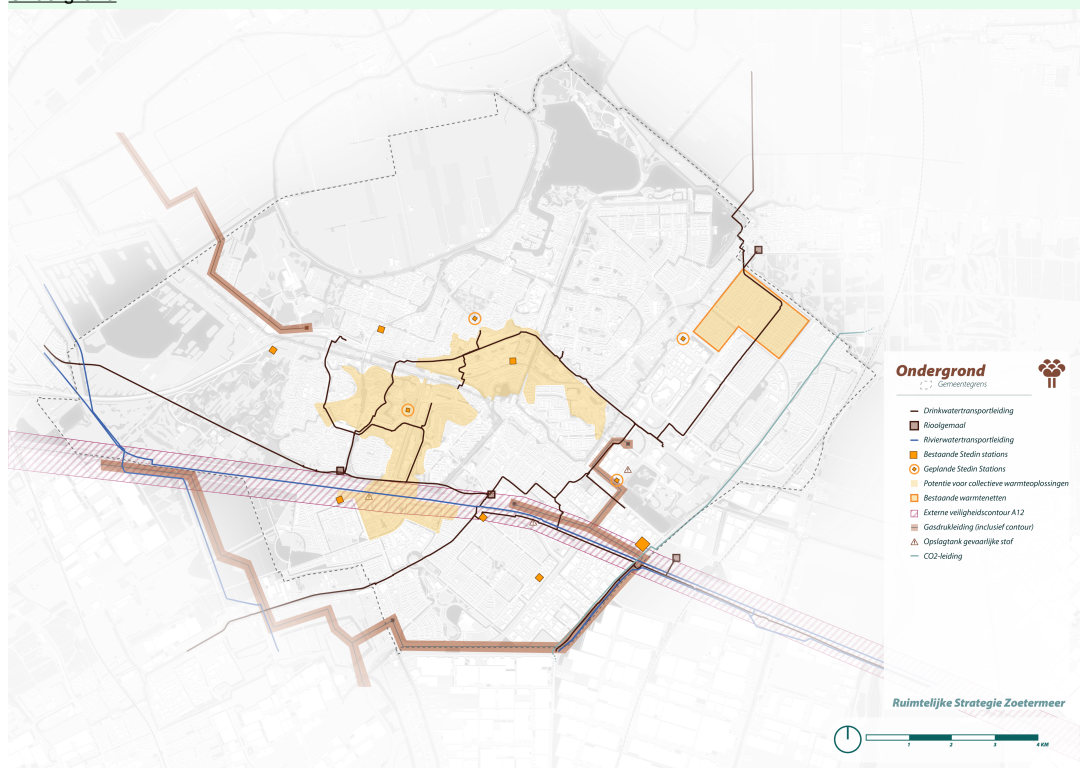 Ondergrond
Gemeentegrens
Drinkwatertransportleiding
Rioolgemaal
Rivierwatertransportleiding
Bestaande Stedin stations
Geplande Stedin Stations
Potentie voor collectieve warmteoplossingen
Bestaande warmtenetten
Externe veiligheidscontour A12
Gasdrukleiding (inclusief contour)
Opslagtank gevaarlijke stof
CO2-leiding
Ruimtelijke Strategie Zoetermeer
1 2 3 4 KM